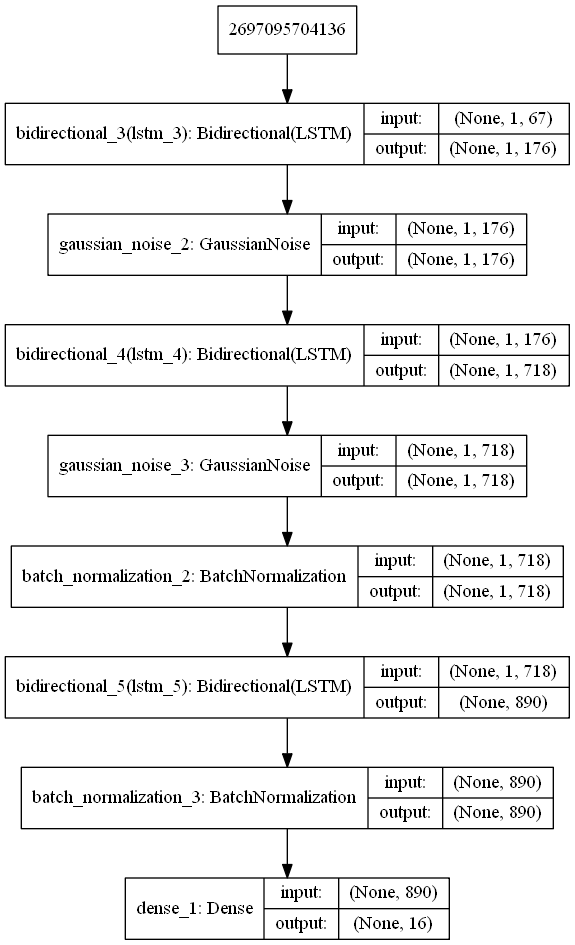 2697095704136
bidirectional_3(lstm_3): Bidirectional(LSTM)
input: (None, 1, 67)
output: (None, 1, 176)
gaussian_noise_2: GaussianNoise
input: (None, 1, 176)
output: (None, 1, 176)
bidirectional_4(lstm_4): Bidirectional(LSTM)
input: (None, 1, 176)
output: (None, 1, 718)
gaussian_noise_3: GaussianNoise
input: (None, 1, 718)
output: (None, 1, 718)
batch_normalization_2: BatchNormalization
input: (None, 1, 718)
output: (None, 1, 718)
bidirectional_5(lstm_5): Bidirectional(LSTM)
input: (None, 1, 718)
output: (None, 890)
batch_normalization_3: BatchNormalization
input: (None, 890)
output: (None, 890)
dense_1: Dense
input: (None, 890)
output: (None, 16)